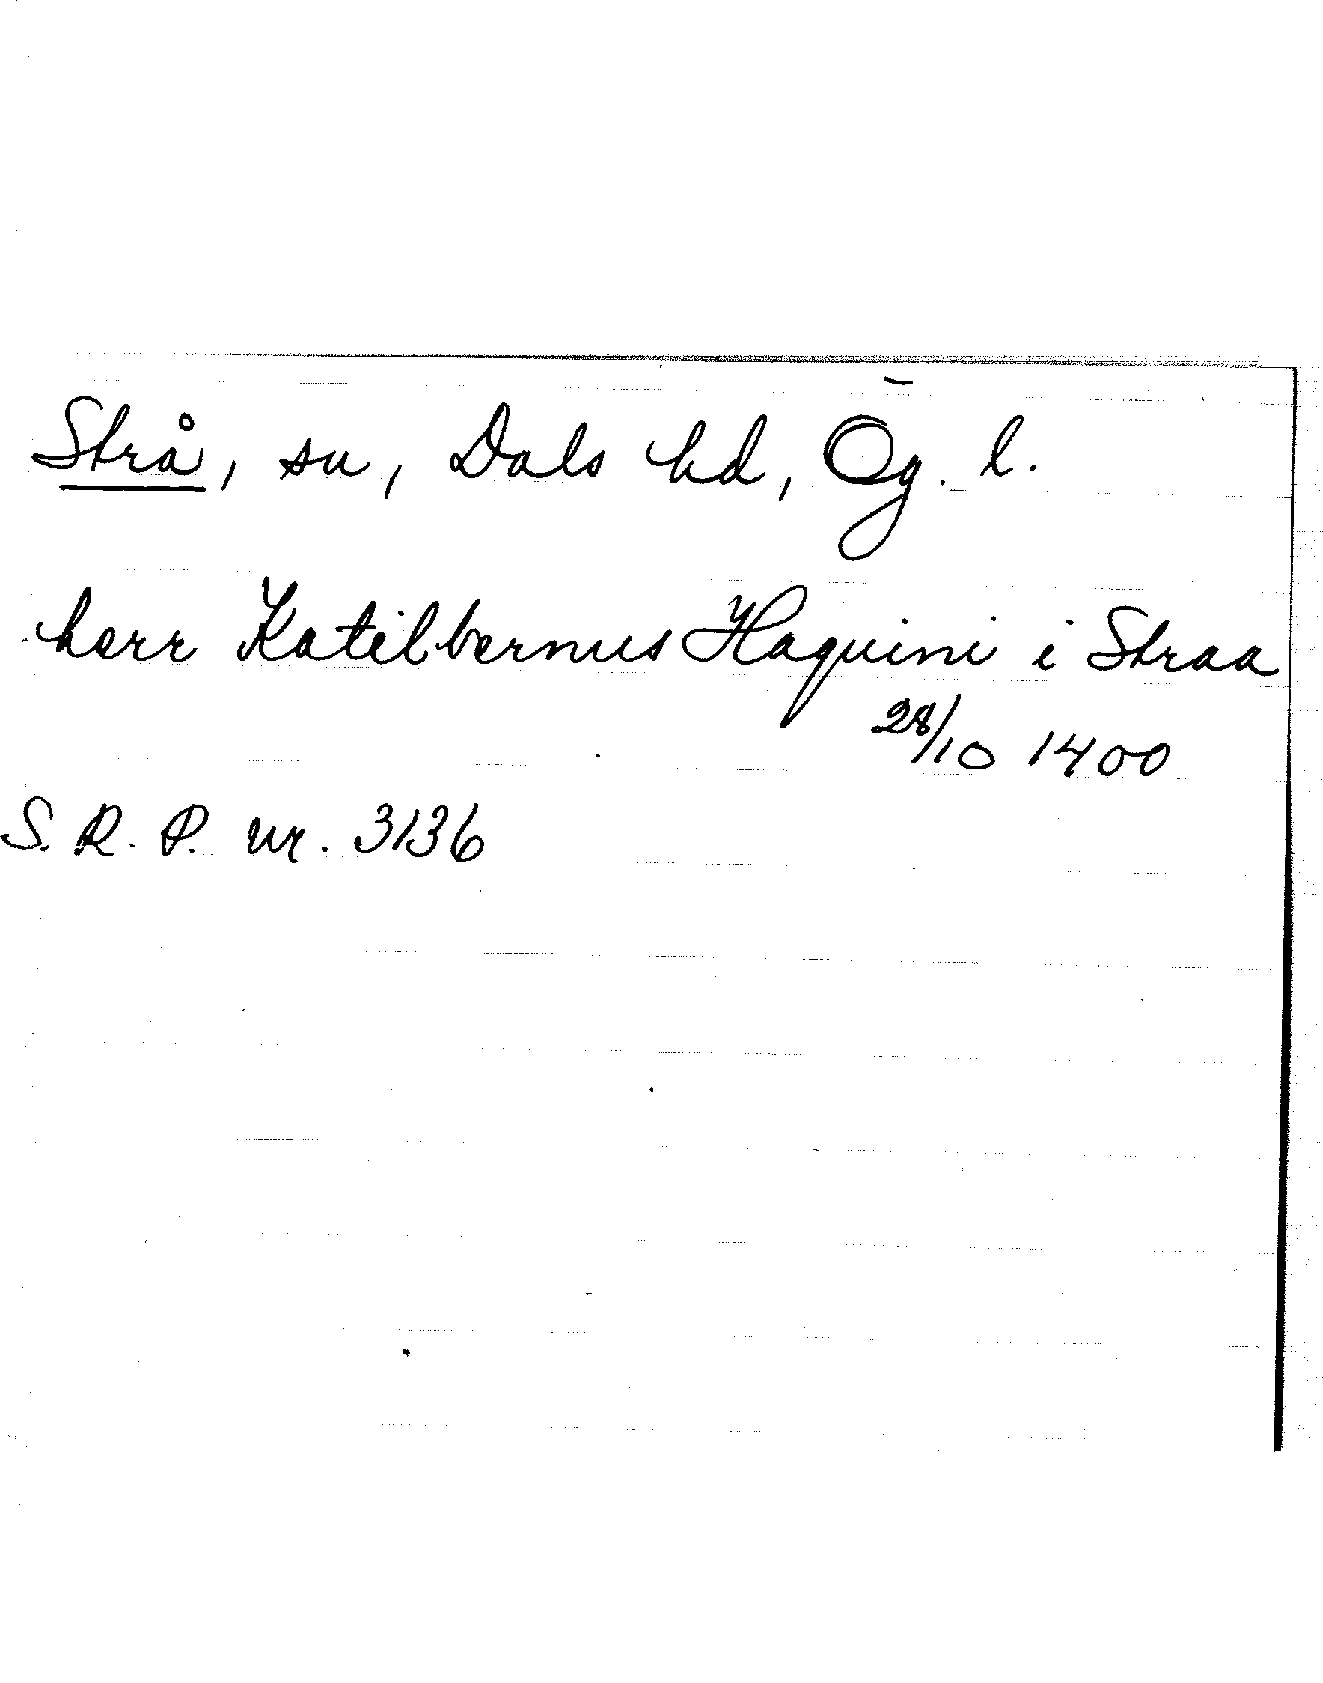 Strå, sn, Dals hd, Ög. l.
herr Katilbernus Haquini i Straa
28/10 1400
S. R. P. nr. 3136